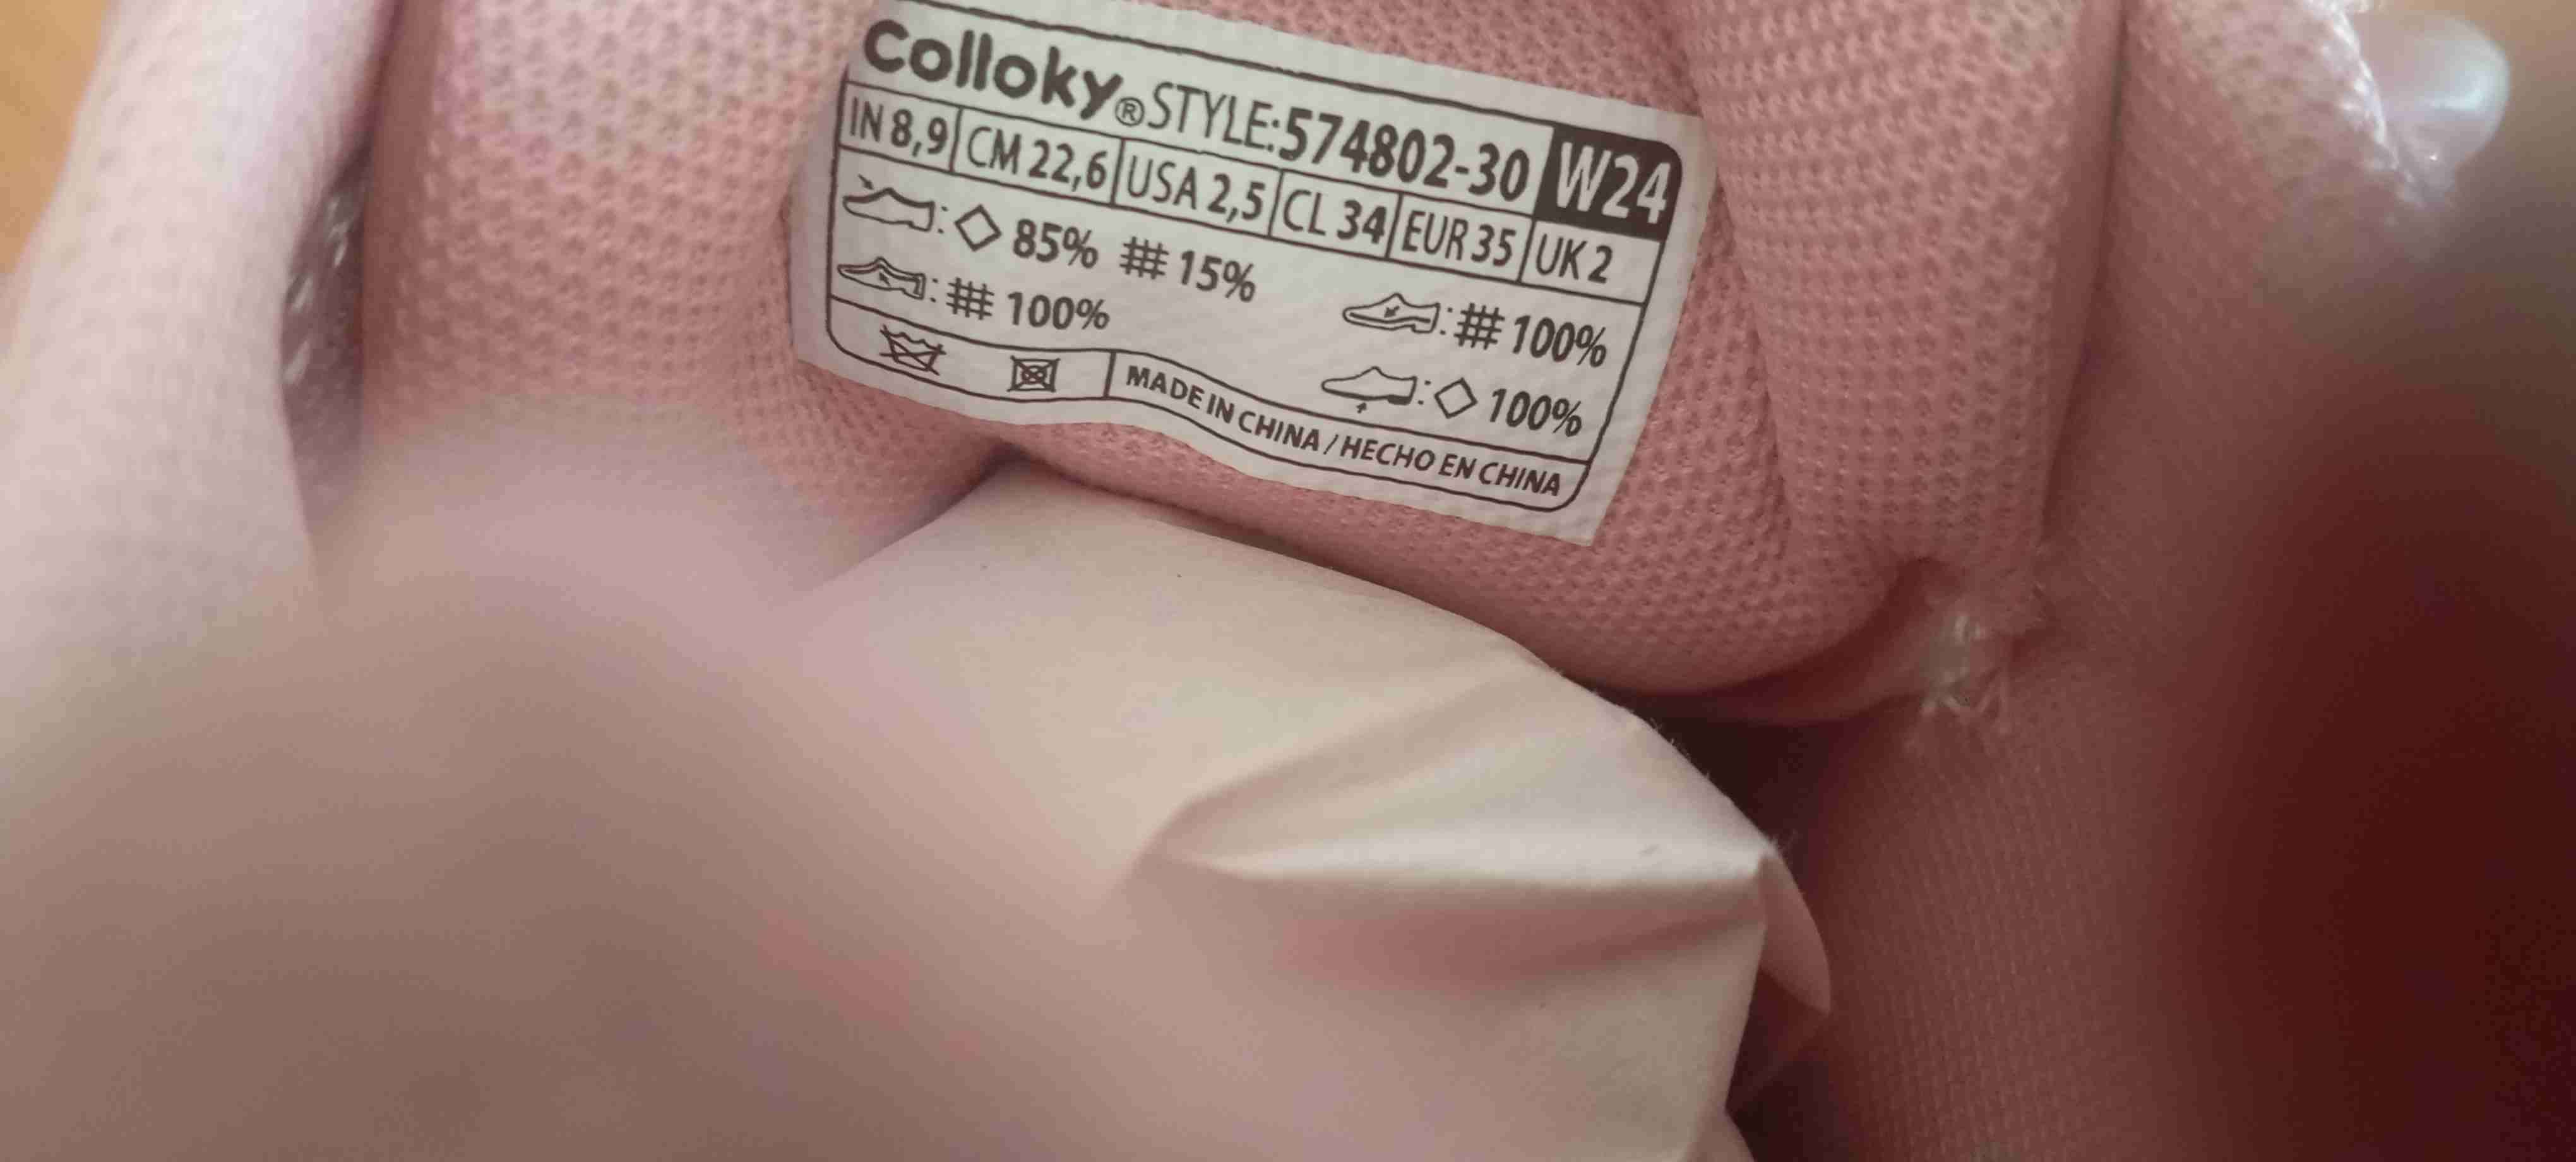 Colloky® STYLE:574802-30 W24
IN 8,9 CM 22,6 USA 2,5 CL 34 EUR 35 UK 2
: 85% 15%
: 100%
: 100%
: 100%
MADE IN CHINA / HECHO EN CHINA